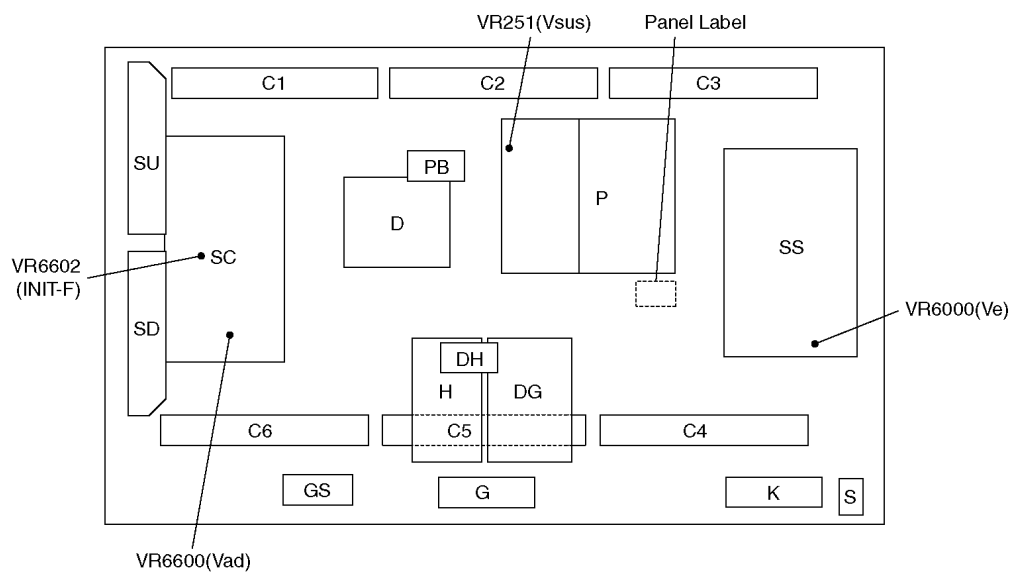 VR251(Vsus)
Panel Label
C1
C2
C3
SU
PB
D
P
SS
SC
VR6602
(INIT-F)
SD
VR6000(Ve)
DH
H
DG
C6
C5
C4
GS
G
K
S
VR6600(Vad)